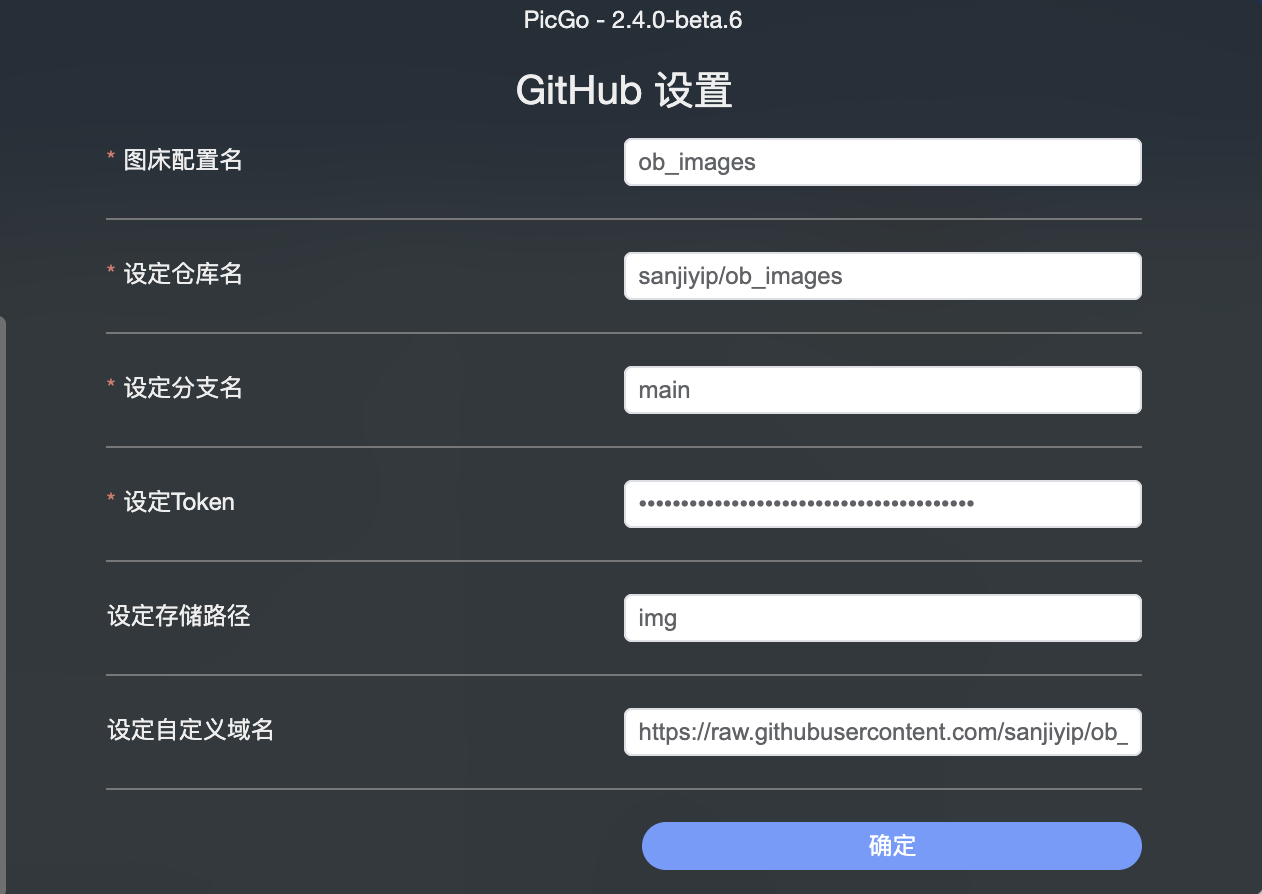 PicGo - 2.4.0-beta.6
GitHub 设置
* 图床配置名
ob_images
* 设定仓库名
sanjiyip/ob_images
* 设定分支名
main
* 设定Token
••••••••••••••••••••••••••••••••••••••••
设定存储路径
img
设定自定义域名
https://raw.githubusercontent.com/sanjiyip/ob_
确定